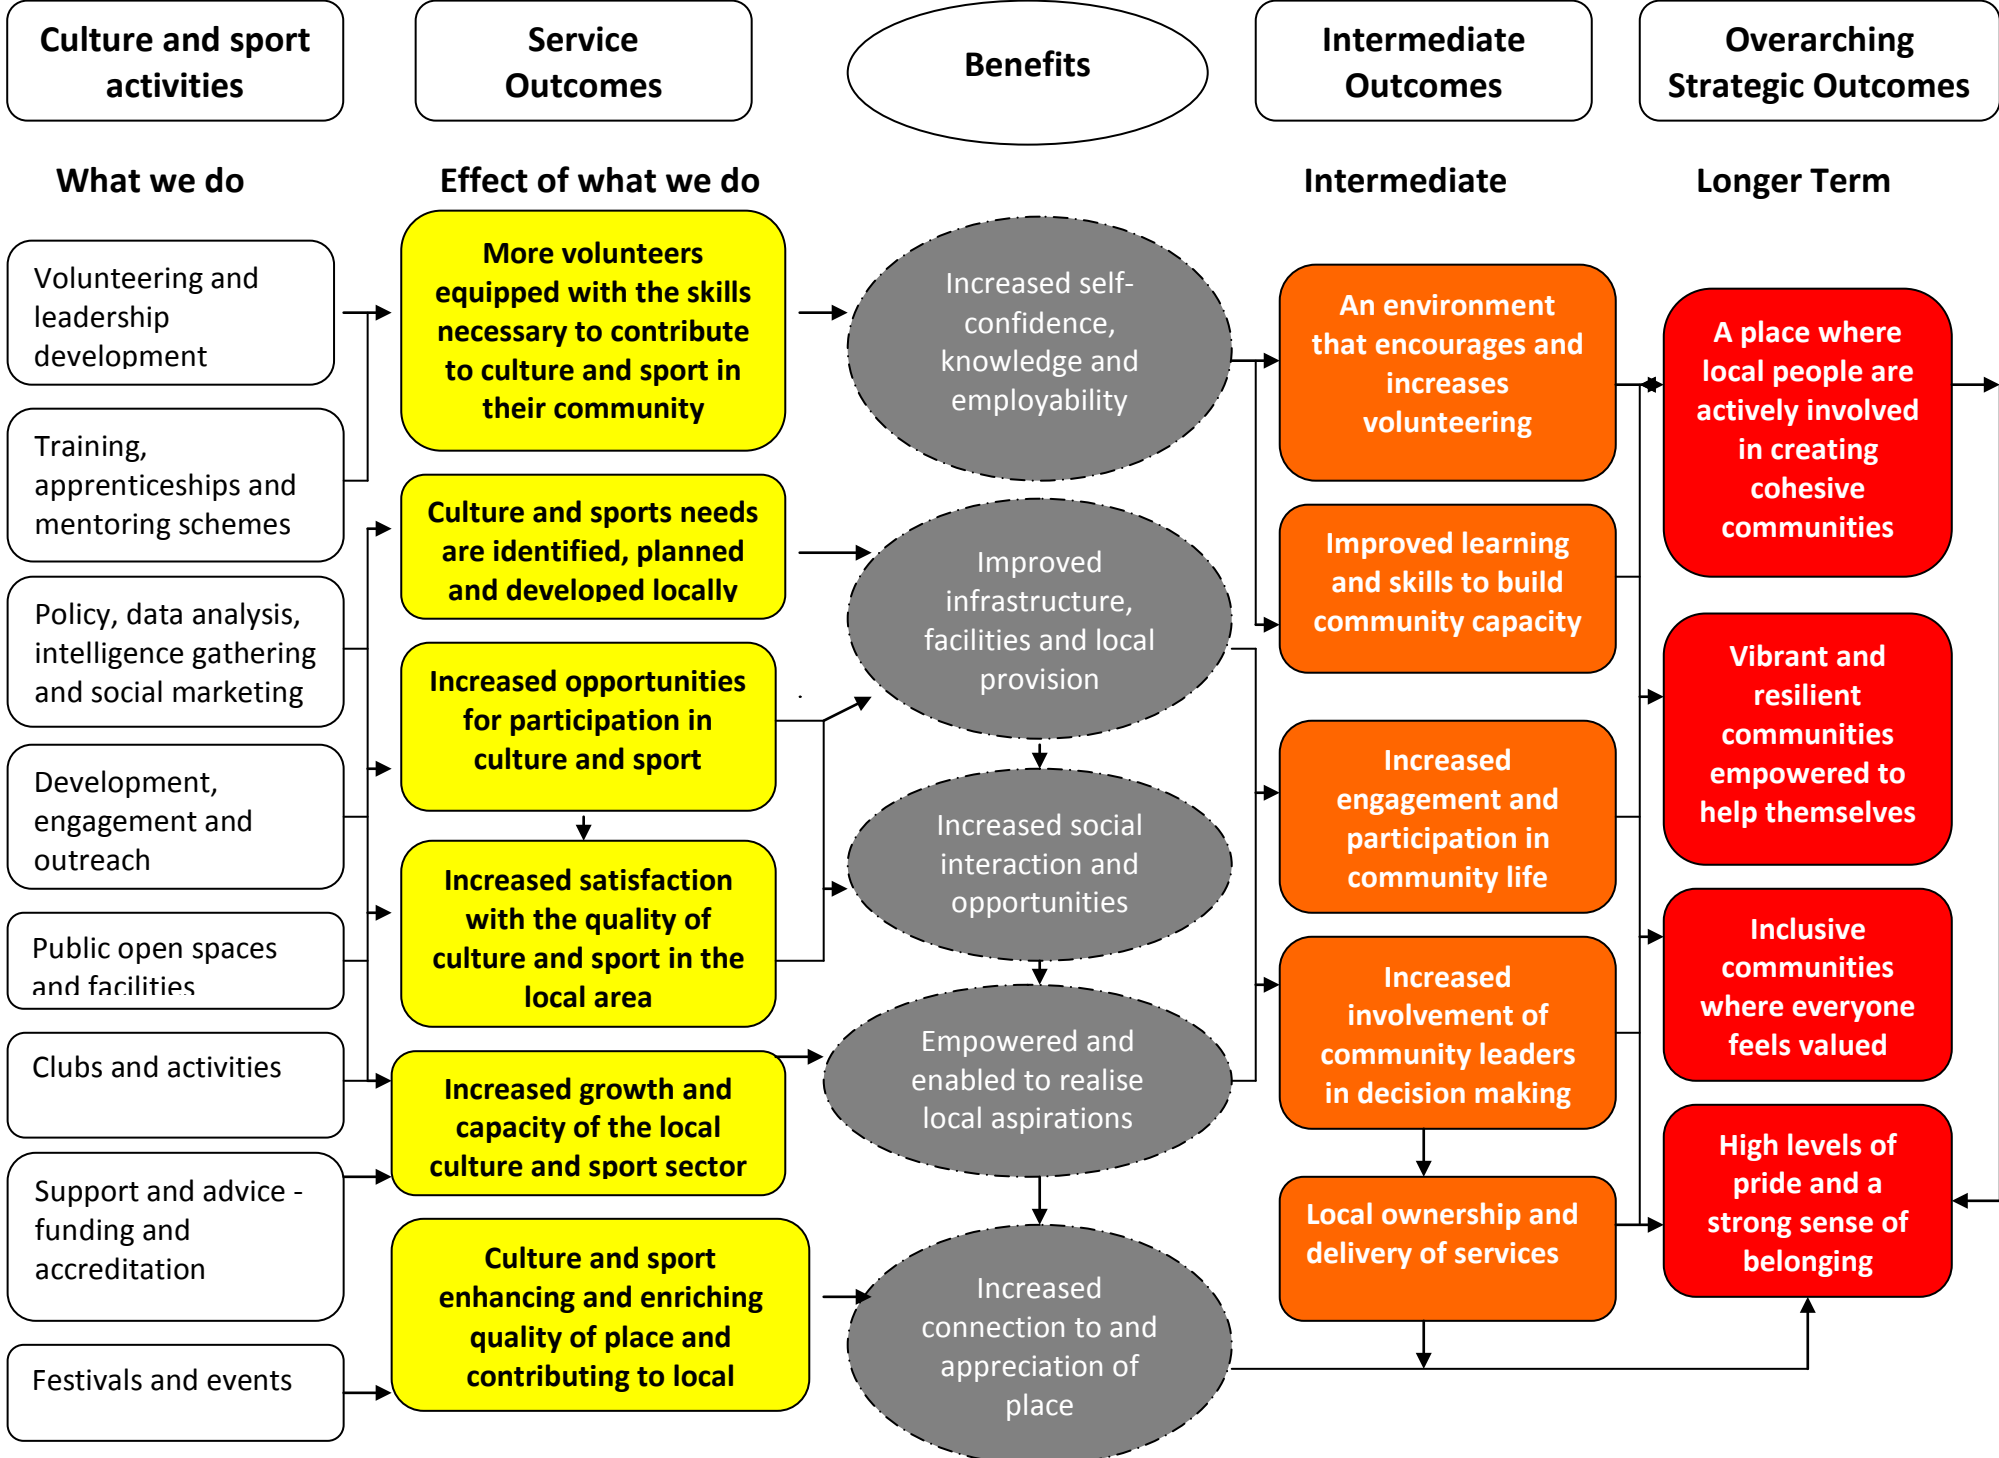 Culture and sport
activities
Service
Outcomes
Benefits
Intermediate
Outcomes
Overarching
Strategic Outcomes
What we do
Effect of what we do
Intermediate
Longer Term
Volunteering and
leadership
development
Training,
apprenticeships and
mentoring schemes
Policy, data analysis,
intelligence gathering
and social marketing
Development,
engagement and
outreach
Public open spaces
and facilities
Clubs and activities
Support and advice -
funding and
accreditation
Festivals and events
More volunteers
equipped with the skills
necessary to contribute
to culture and sport in
their community
Culture and sports needs
are identified, planned
and developed locally
Increased opportunities
for participation in
culture and sport
Increased satisfaction
with the quality of
culture and sport in the
local area
Increased growth and
capacity of the local
culture and sport sector
Culture and sport
enhancing and enriching
quality of place and
contributing to local
Increased self-
confidence,
knowledge and
employability
Improved
infrastructure,
facilities and local
provision
Increased social
interaction and
opportunities
Empowered and
enabled to realise
local aspirations
Increased
connection to and
appreciation of
place
An environment
that encourages and
increases
volunteering
Improved learning
and skills to build
community capacity
Increased
engagement and
participation in
community life
Increased
involvement of
community leaders
in decision making
Local ownership and
delivery of services
A place where
local people are
actively involved
in creating
cohesive
communities
Vibrant and
resilient
communities
empowered to
help themselves
Inclusive
communities
where everyone
feels valued
High levels of
pride and a
strong sense of
belonging